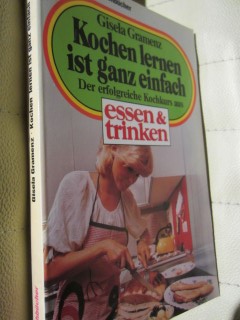 Gisela Gramenz
Kochen lernen
ist ganz einfach
Der erfolgreiche Kochkurs aus
essen &
trinken
Gisela Gramenz · Kochen lernen ist ganz einfach